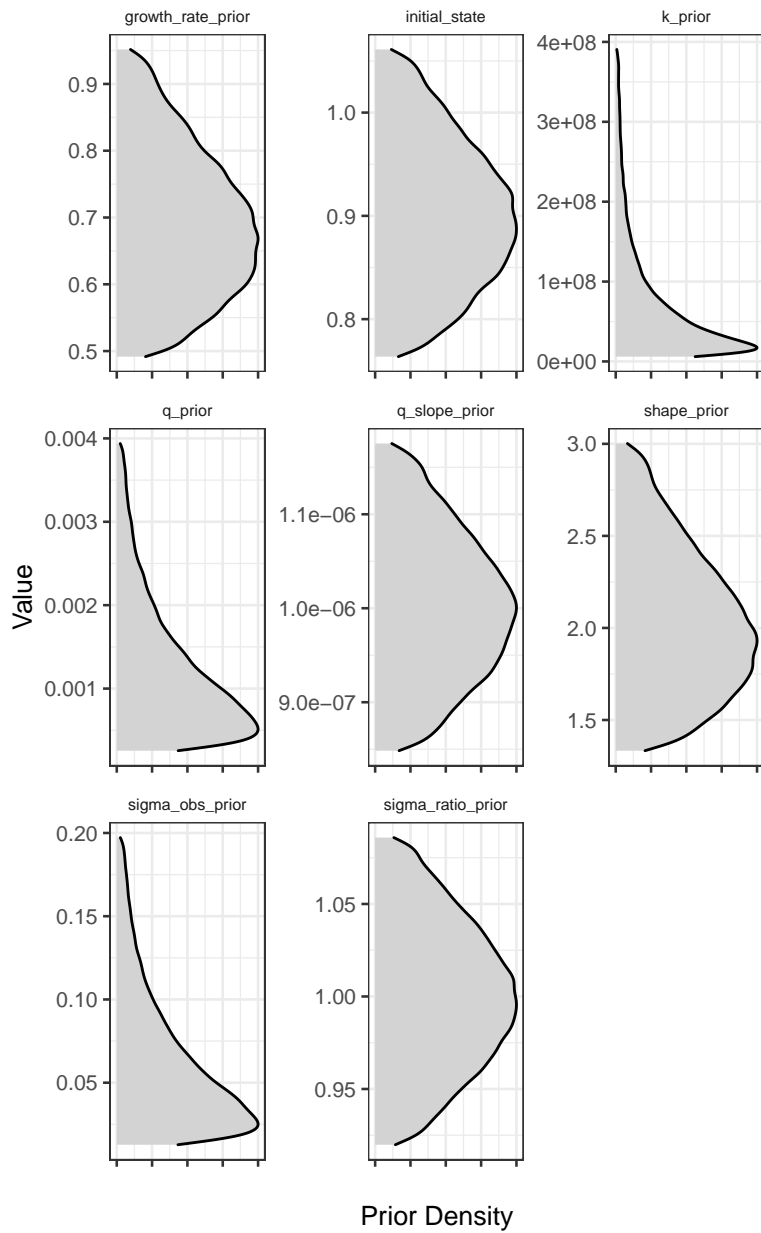 growth_rate_prior
initial_state
k_prior
0.9
0.8
0.7
0.6
0.5
1.0
0.9
0.8
4e+08
3e+08
2e+08
1e+08
0e+00
q_prior
q_slope_prior
shape_prior
0.004
0.003
0.002
0.001
1.1e−06
1.0e−06
9.0e−07
3.0
2.5
2.0
1.5
Value
sigma_obs_prior
sigma_ratio_prior
0.20
0.15
0.10
0.05
1.05
1.00
0.95
Prior Density